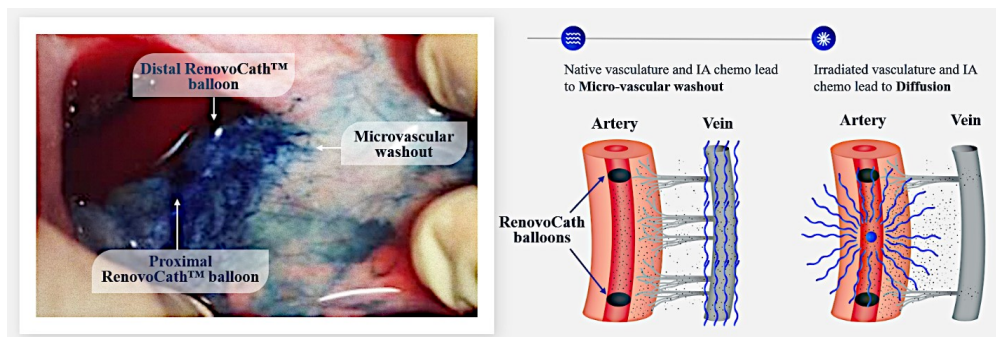 Distal RenovoCath™
balloon
Microvascular
washout
Proximal
RenovoCath™ balloon
Native vasculature and IA chemo lead
to Micro-vascular washout
Artery
Vein
RenovoCath
balloons
Irradiated vasculature and IA
chemo lead to Diffusion
Artery
Vein